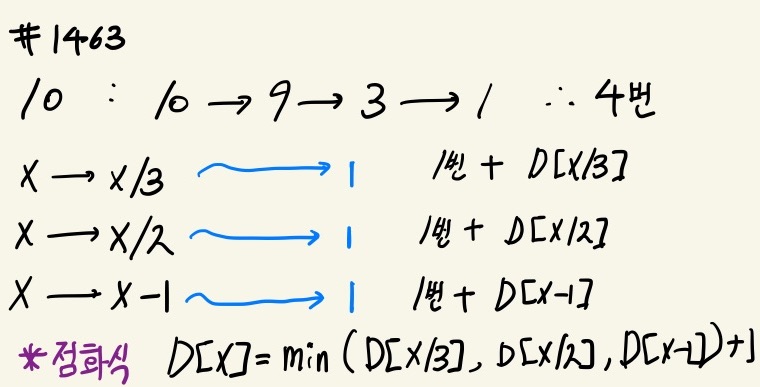 # 1463
10 : 10 → 9 → 3 → 1 ∴ 4번
X → X/3 → 1 1번 + D[X/3]
X → X/2 → 1 1번 + D[X/2]
X → X-1 → 1 1번 + D[X-1]
*점화식 D[X] = min (D[X/3], D[X/2], D[X-1])+1